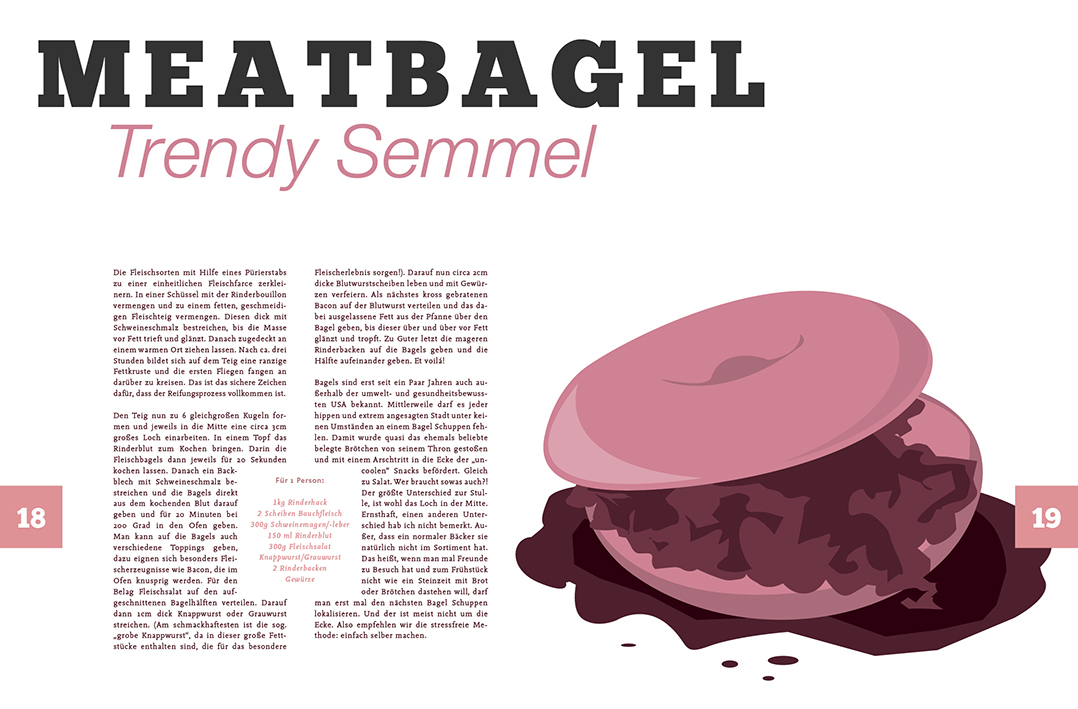 MEATBAGEL
Trendy Semmel
Die Fleischsorten mit Hilfe eines Pürierstabs
zu einer einheitlichen Fleischfarce zerklei-
nern. In einer Schüssel mit der Rinderbouillon
vermengen und zu einem fetten, geschmeidi-
gen Fleischteig vermengen. Diesen dick mit
Schweineschmalz bestreichen, bis die Masse
vor Fett trieft und glänzt. Danach zugedeckt an
einem warmen Ort ziehen lassen. Nach ca. drei
Stunden bildet sich auf dem Teig eine ranzige
Fettkruste und die ersten Fliegen fangen an
darüber zu kreisen. Das ist das sichere Zeichen
dafür, dass der Reifungsprozess vollkommen ist.
Den Teig nun zu 6 gleichgroßen Kugeln for-
men und jeweils in die Mitte eine circa 3cm
großes Loch einarbeiten. In einem Topf das
Rinderblut zum Kochen bringen. Darin die
Fleischbagels dann jeweils für 20 Sekunden
kochen lassen. Danach ein Back-
blech mit Schweineschmalz be-
streichen und die Bagels direkt
aus dem kochenden Blut darauf
geben und für 20 Minuten bei
200 Grad in den Ofen geben.
Man kann auf die Bagels auch
verschiedene Toppings geben,
dazu eignen sich besonders Flei-
scherzeugnisse wie Bacon, die im
Ofen knusprig werden. Für den
Belag Fleischsalat auf den auf-
geschnittenen Bagelhälften verteilen. Darauf
dann 1cm dick Knappwurst oder Grauwurst
streichen. (Am schmackhaftesten ist die sog.
„grobe Knappwurst“, da in dieser große Fett-
stücke enthalten sind, die für das besondere
Für 1 Person:
1kg Rinderhack
2 Scheiben Bauchfleisch
300g Schweinemagen/-leber
150 ml Rinderblut
300g Fleischsalat
Knappwurst/Grauwurst
2 Rinderbacken
Gewürze
Fleischerlebnis sorgen!). Darauf nun circa 2cm
dicke Blutwurstscheiben leben und mit Gewür-
zen verfeiern. Als nächstes kross gebratenen
Bacon auf der Blutwurst verteilen und das da-
bei ausgelassene Fett aus der Pfanne über den
Bagel geben, bis dieser über und über vor Fett
glänzt und tropft. Zu Guter letzt die mageren
Rinderbacken auf die Bagels geben und die
Hälfte aufeinander geben. Et voilá!
Bagels sind erst seit ein Paar Jahren auch au-
ßerhalb der umwelt- und gesundheitsbewuss-
ten USA bekannt. Mittlerweile darf es jeder
hippen und extrem angesagten Stadt unter kei-
nen Umständen an einem Bagel Schuppen feh-
len. Damit wurde quasi das ehemals beliebte
belegte Brötchen von seinem Thron gestoßen
und mit einem Arschtritt in die Ecke der „un-
coolen“ Snacks befördert. Gleich
zu Salat. Wer braucht sowas auch?!
Der größte Unterschied zur Stul-
le, ist wohl das Loch in der Mitte.
Ernsthaft, einen anderen Unter-
schied hab ich nicht bemerkt. Au-
ßer, dass ein normaler Bäcker sie
natürlich nicht im Sortiment hat.
Das heißt, wenn man mal Freunde
zu Besuch hat und zum Frühstück
nicht wie ein Steinzeit mit Brot
oder Brötchen dastehen will, darf
man erst mal den nächsten Bagel Schuppen
lokalisieren. Und der ist meist nicht um die
Ecke. Also empfehlen wir die stressfreie Me-
thode: einfach selber machen.
18
19